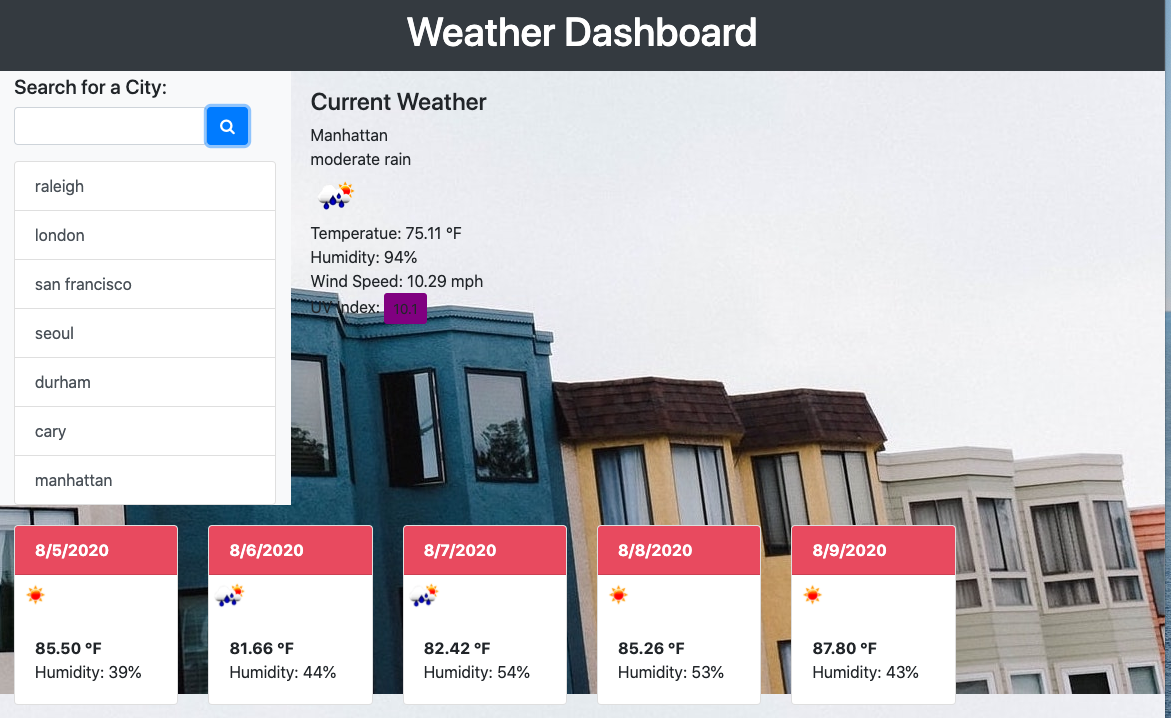 Weather Dashboard
Search for a City:
raleigh
london
san francisco
seoul
durham
cary
manhattan
Current Weather
Manhattan
moderate rain
Temperatue: 75.11 °F
Humidity: 94%
Wind Speed: 10.29 mph
UV Index: 10.1
8/5/2020
85.50 °F
Humidity: 39%
8/6/2020
81.66 °F
Humidity: 44%
8/7/2020
82.42 °F
Humidity: 54%
8/8/2020
85.26 °F
Humidity: 53%
8/9/2020
87.80 °F
Humidity: 43%